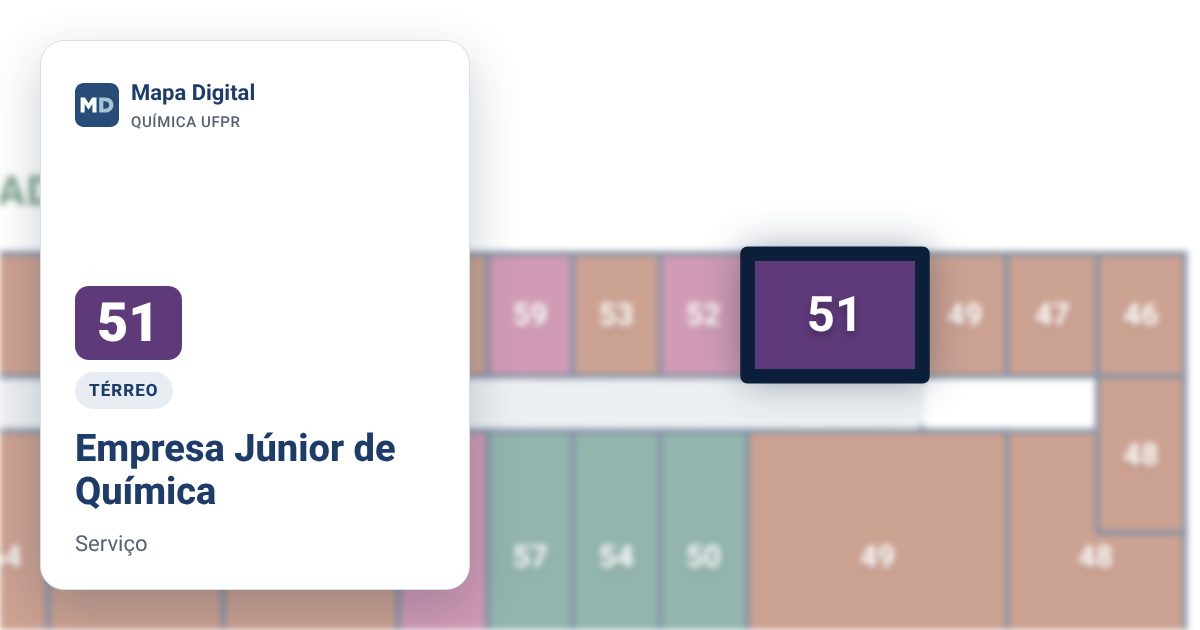 MD
Mapa Digital
QUÍMICA UFPR
51
TÉRREO
Empresa Júnior de
Química
Serviço
AD
59 53 52 51 49 47 46
48
57 54 50 49 48